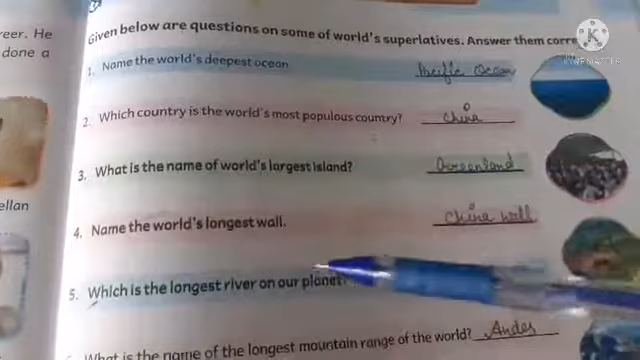 reer. He
done a
ellan
Given below are questions on some of world's superlatives. Answer them corre
1. Name the world's deepest ocean Pacific Ocean
2. Which country is the world's most populous country? China
3. What is the name of world's largest island? Greenland
4. Name the world's longest wall. China wall
5. Which is the longest river on our planet?
What is the name of the longest mountain range of the world? Andes
KINEMASTER